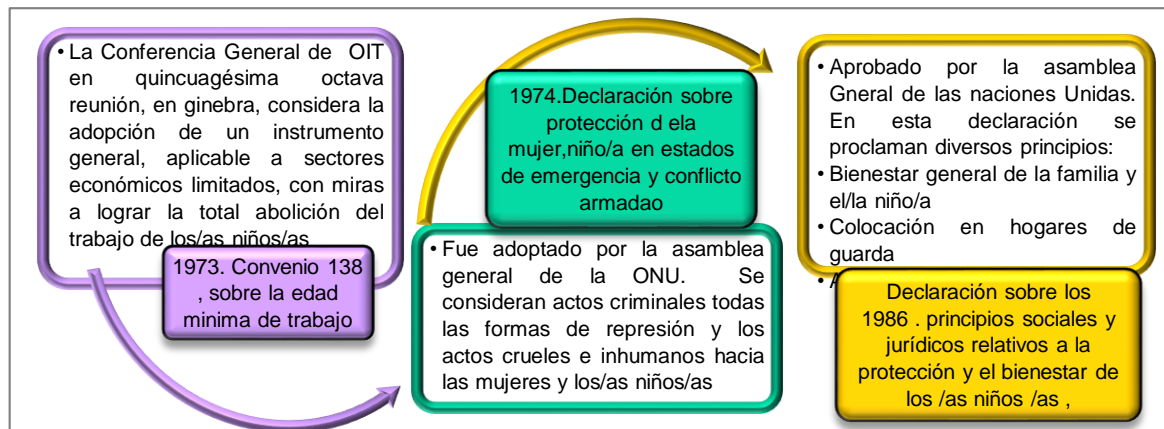 • La Conferencia General de OIT
en quincuagésima octava
reunión, en ginebra, considera la
adopción de un instrumento
general, aplicable a sectores
económicos limitados, con miras
a lograr la total abolición del
trabajo de los/as niños/as
1973. Convenio 138
, sobre la edad
minima de trabajo
1974.Declaración sobre
protección d ela
mujer,niño/a en estados
de emergencia y conflicto
armadao
• Fue adoptado por la asamblea
general de la ONU. Se
consideran actos criminales todas
las formas de represión y los
actos crueles e inhumanos hacia
las mujeres y los/as niños/as
• Aprobado por la asamblea
Gneral de las naciones Unidas.
En esta declaración se
proclaman diversos principios:
• Bienestar general de la familia y
el/la niño/a
• Colocación en hogares de
guarda
•
Declaración sobre los
1986 . principios sociales y
jurídicos relativos a la
protección y el bienestar de
los /as niños /as ,